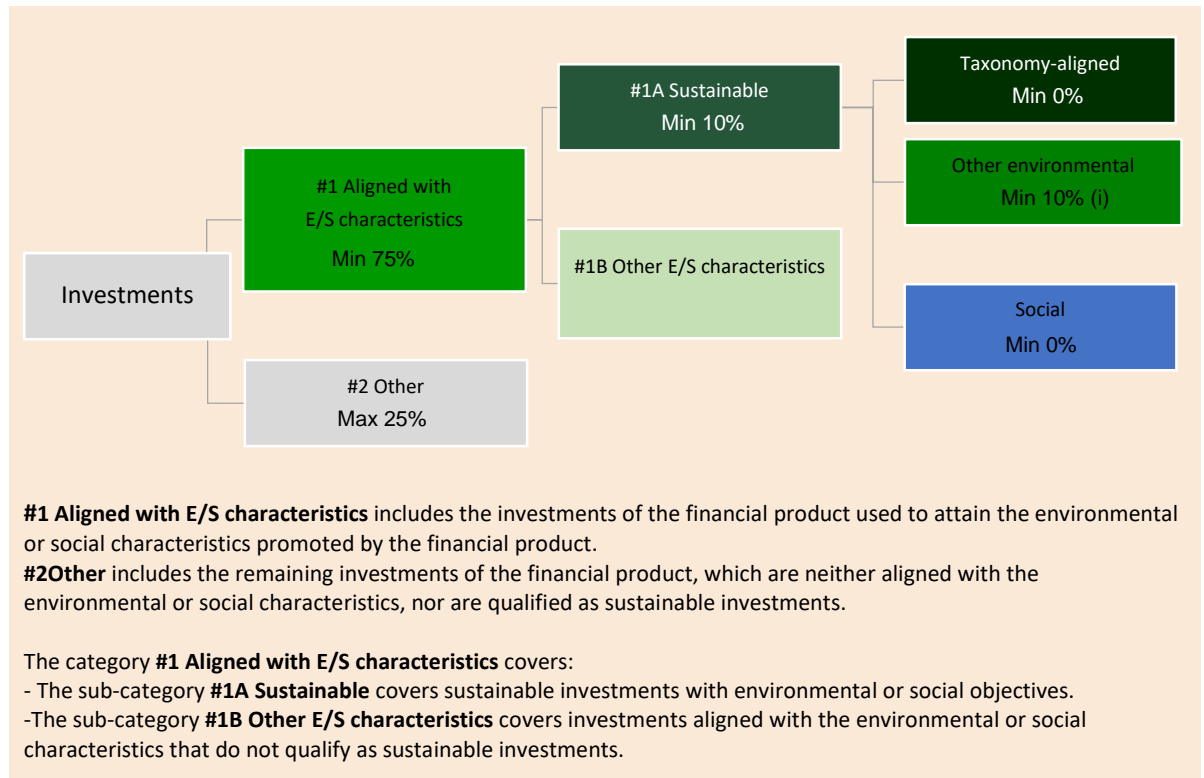 Investments
#1 Aligned with
E/S characteristics
Min 75%
#2 Other
Max 25%
#1A Sustainable
Min 10%
#1B Other E/S characteristics
Taxonomy-aligned
Min 0%
Other environmental
Min 10% (i)
Social
Min 0%
#1 Aligned with E/S characteristics includes the investments of the financial product used to attain the environmental
or social characteristics promoted by the financial product.
#2Other includes the remaining investments of the financial product, which are neither aligned with the
environmental or social characteristics, nor are qualified as sustainable investments.
The category #1 Aligned with E/S characteristics covers:
- The sub-category #1A Sustainable covers sustainable investments with environmental or social objectives.
-The sub-category #1B Other E/S characteristics covers investments aligned with the environmental or social
characteristics that do not qualify as sustainable investments.